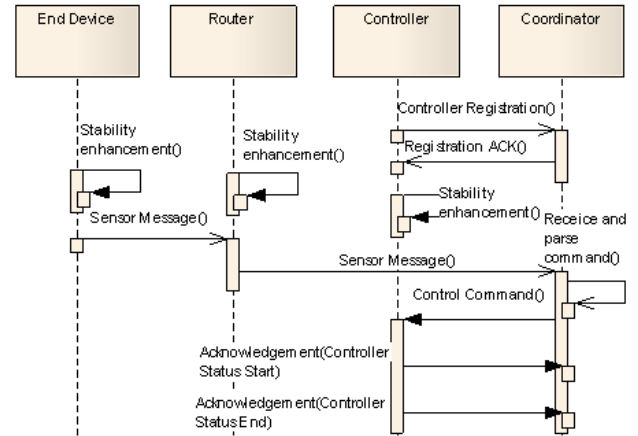 End Device
Router
Controller
Coordinator
Controller Registration()
Stability
enhancement()
Stability
enhancement()
Registration ACK()
Stability
enhancement()
Sensor Message()
Receice and
parse
command()
Sensor Message()
Control Command()
Acknowledgement(Controller
Status Start)
Acknowledgement(Controller
Status End)